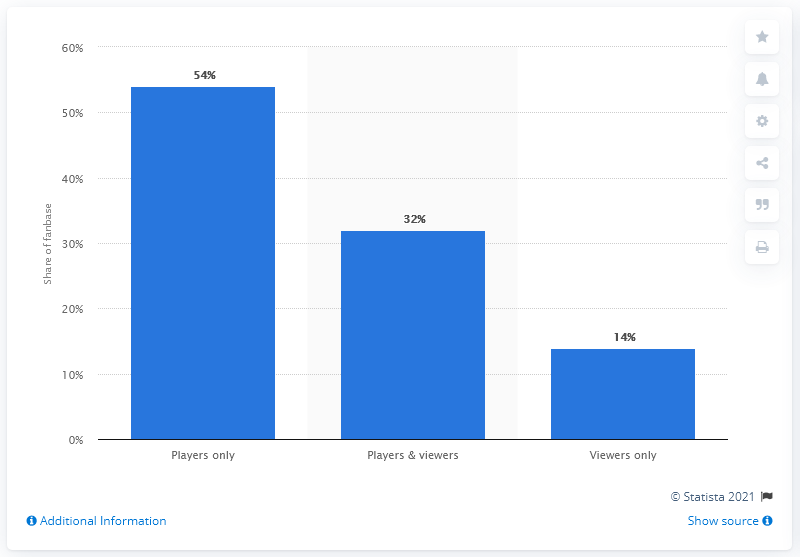 60%
54%
50%
40%
32%
30%
20%
14%
10%
0%
Share of fanbase
Players only
Players & viewers
Viewers only
© Statista 2021
Additional Information
Show source